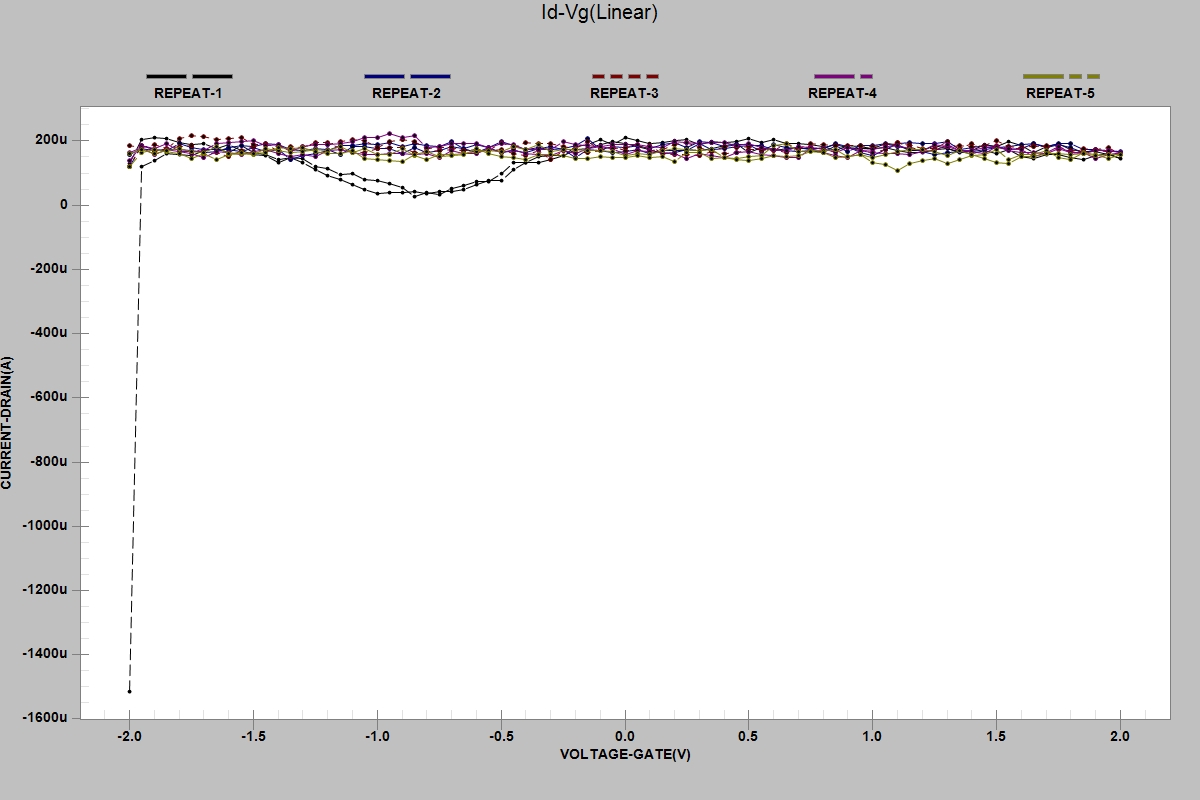 Id-Vg(Linear)
REPEAT-1 REPEAT-2 REPEAT-3 REPEAT-4 REPEAT-5
200u
0
-200u
-400u
-600u
-800u
-1000u
-1200u
-1400u
-1600u
CURRENT-DRAIN(A)
-2.0 -1.5 -1.0 -0.5 0.0 0.5 1.0 1.5 2.0
VOLTAGE-GATE(V)